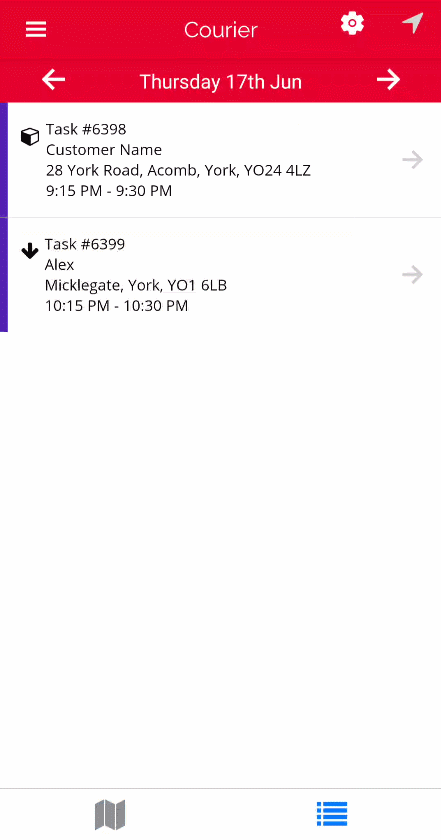 Courier
Thursday 17th Jun
Task #6398
Customer Name
28 York Road, Acomb, York, YO24 4LZ
9:15 PM - 9:30 PM
Task #6399
Alex
Micklegate, York, YO1 6LB
10:15 PM - 10:30 PM